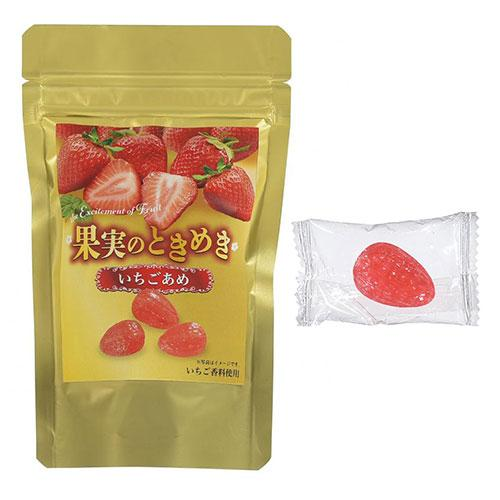 Excitement of Fruit
果実のときめき
いちごあめ
※写真はイメージです。
いちご香料使用